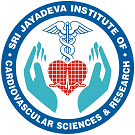 SRI JAYADEVA INSTITUTE OF
CARDIOVASCULAR SCIENCES & RESEARCH